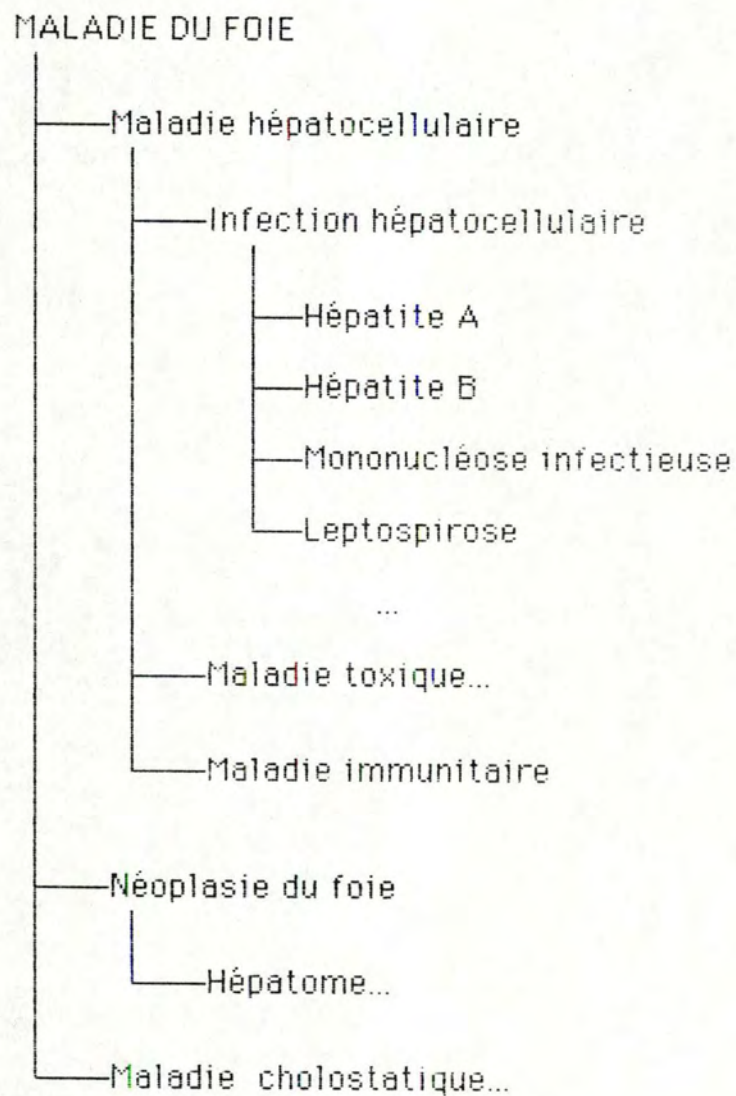 MALADIE DU FOIE
Maladie hépatocellulaire
Infection hépatocellulaire
Hépatite A
Hépatite B
Mononucléose infectieuse
Leptospirose
...
Maladie toxique...
Maladie immunitaire
Néoplasie du foie
Hépatome...
Maladie cholostatique...